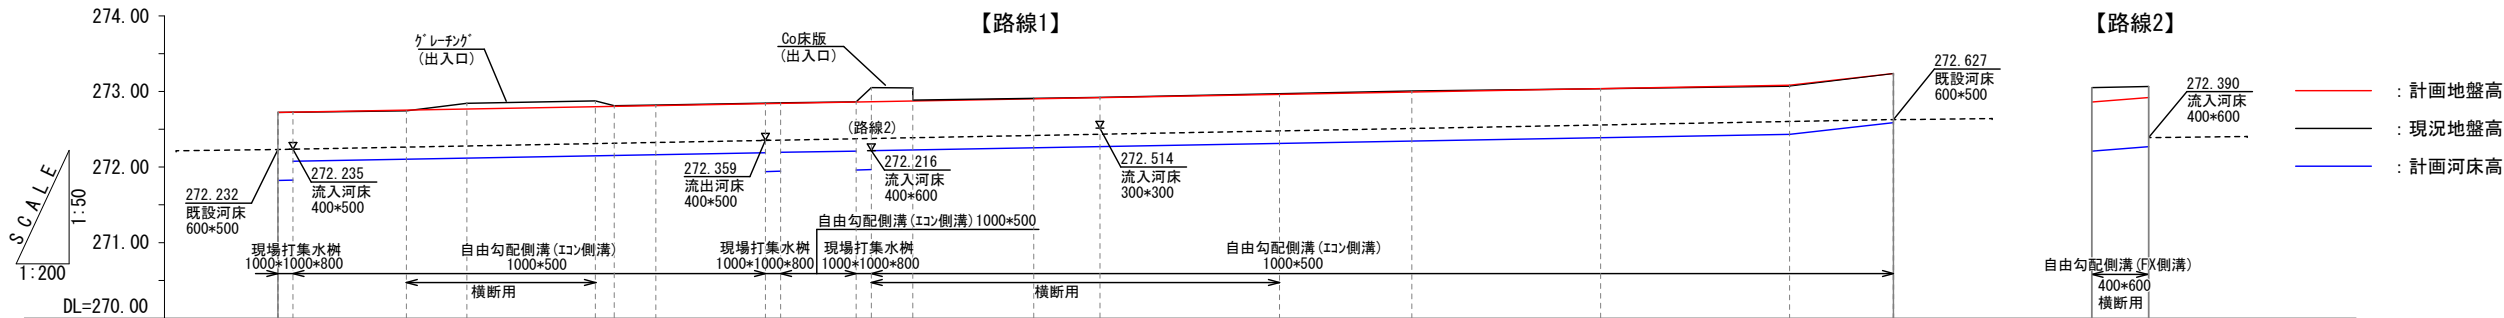 【路線1】
【路線2】
274.00
273.00
272.00
271.00
DL=270.00
SCALE
1:50
1:200
グレーチング
(出入口)
Co床版
(出入口)
272.627
既設河床
600*500
272.390
流入河床
400*600
：計画地盤高
：現況地盤高
：計画河床高
(路線2)
272.232
既設河床
600*500
272.235
流入河床
400*500
272.359
流出河床
400*500
272.216
流入河床
400*600
272.514
流入河床
300*300
自由勾配側溝(エコン側溝)1000*500
現場打集水桝
1000*1000*800
自由勾配側溝(エコン側溝)
1000*500
現場打集水桝
1000*1000*800
現場打集水桝
1000*1000*800
自由勾配側溝(エコン側溝)
1000*500
横断用
横断用
自由勾配側溝(FX側溝)
400*600
横断用